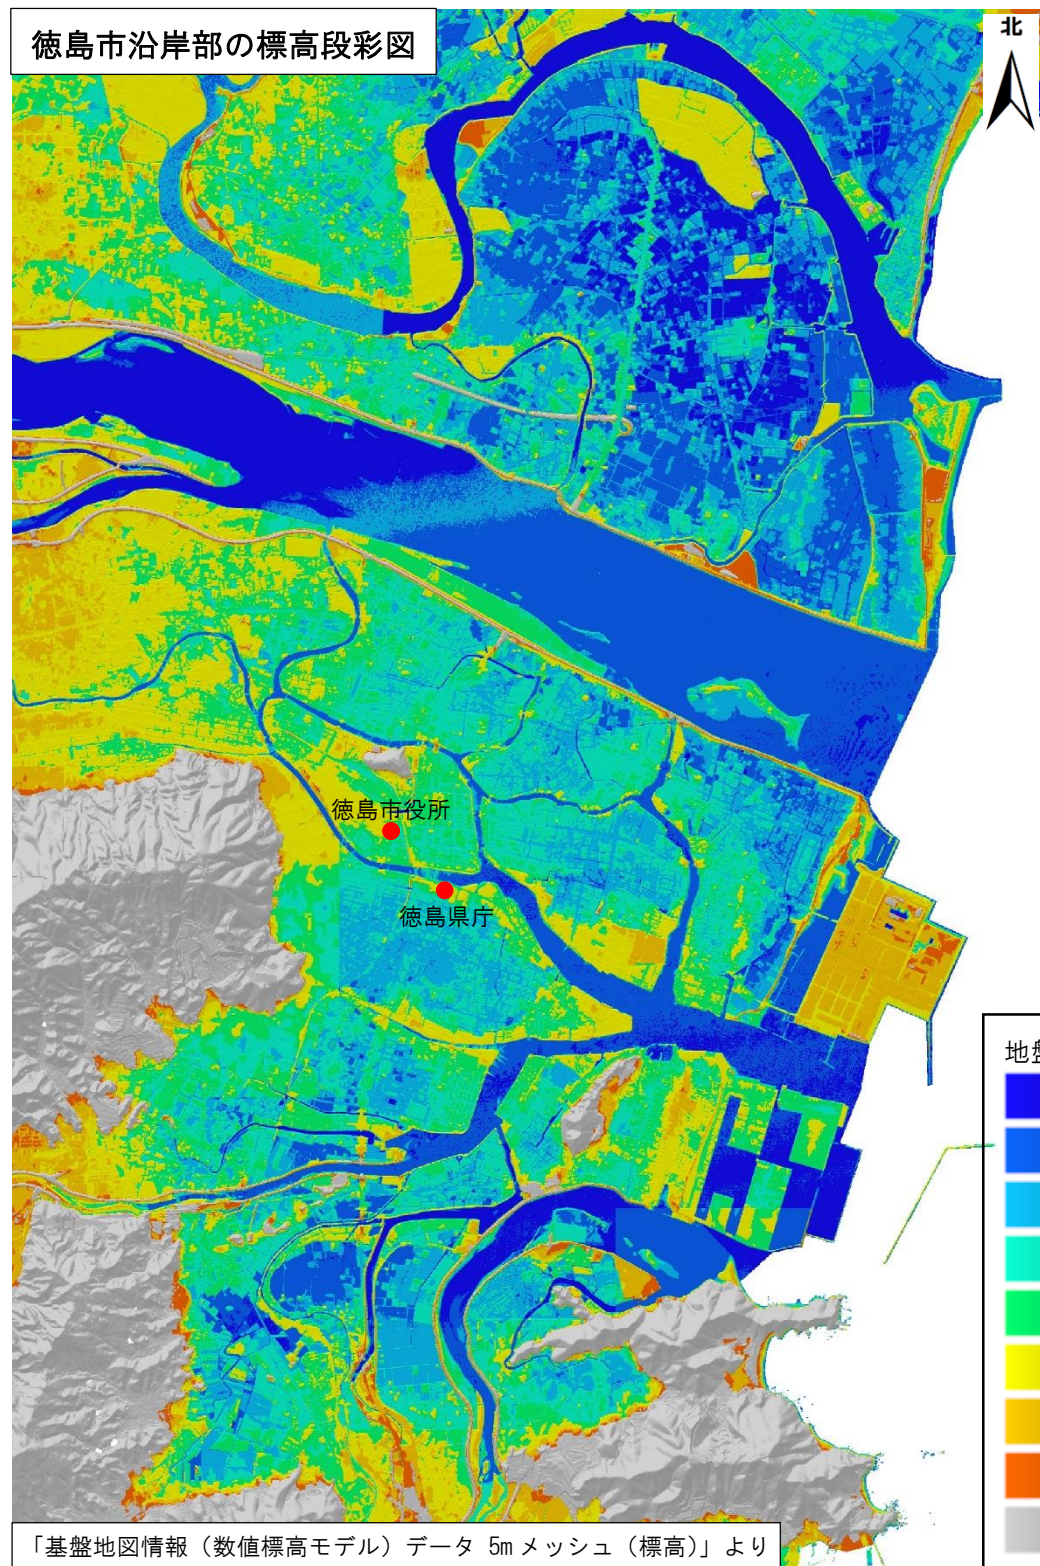 徳島市沿岸部の標高段彩図
北
徳島市役所
徳島県庁
地盤
「基盤地図情報（数値標高モデル）データ 5mメッシュ（標高）」より